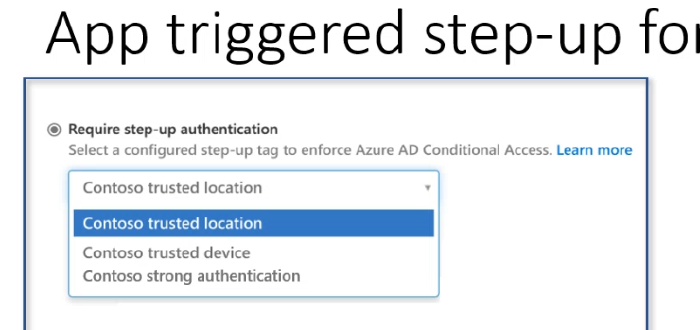 App triggered step-up for
Require step-up authentication
Select a configured step-up tag to enforce Azure AD Conditional Access. Learn more
Contoso trusted location
Contoso trusted location
Contoso trusted device
Contoso strong authentication